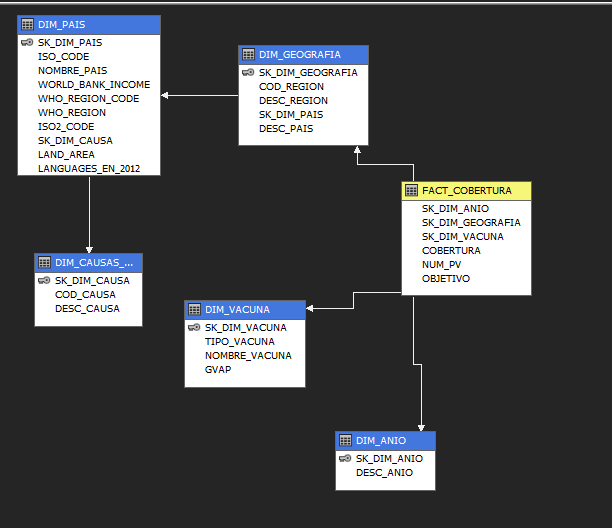 DIM_PAIS
SK_DIM_PAIS
ISO_CODE
NOMBRE_PAIS
WORLD_BANK_INCOME
WHO_REGION_CODE
WHO_REGION
ISO2_CODE
SK_DIM_CAUSA
LAND_AREA
LANGUAGES_EN_2012
DIM_GEOGRAFIA
SK_DIM_GEOGRAFIA
COD_REGION
DESC_REGION
SK_DIM_PAIS
DESC_PAIS
FACT_COBERTURA
SK_DIM_ANIO
SK_DIM_GEOGRAFIA
SK_DIM_VACUNA
COBERTURA
NUM_PV
OBJETIVO
DIM_CAUSAS_...
SK_DIM_CAUSA
COD_CAUSA
DESC_CAUSA
DIM_VACUNA
SK_DIM_VACUNA
TIPO_VACUNA
NOMBRE_VACUNA
GVAP
DIM_ANIO
SK_DIM_ANIO
DESC_ANIO